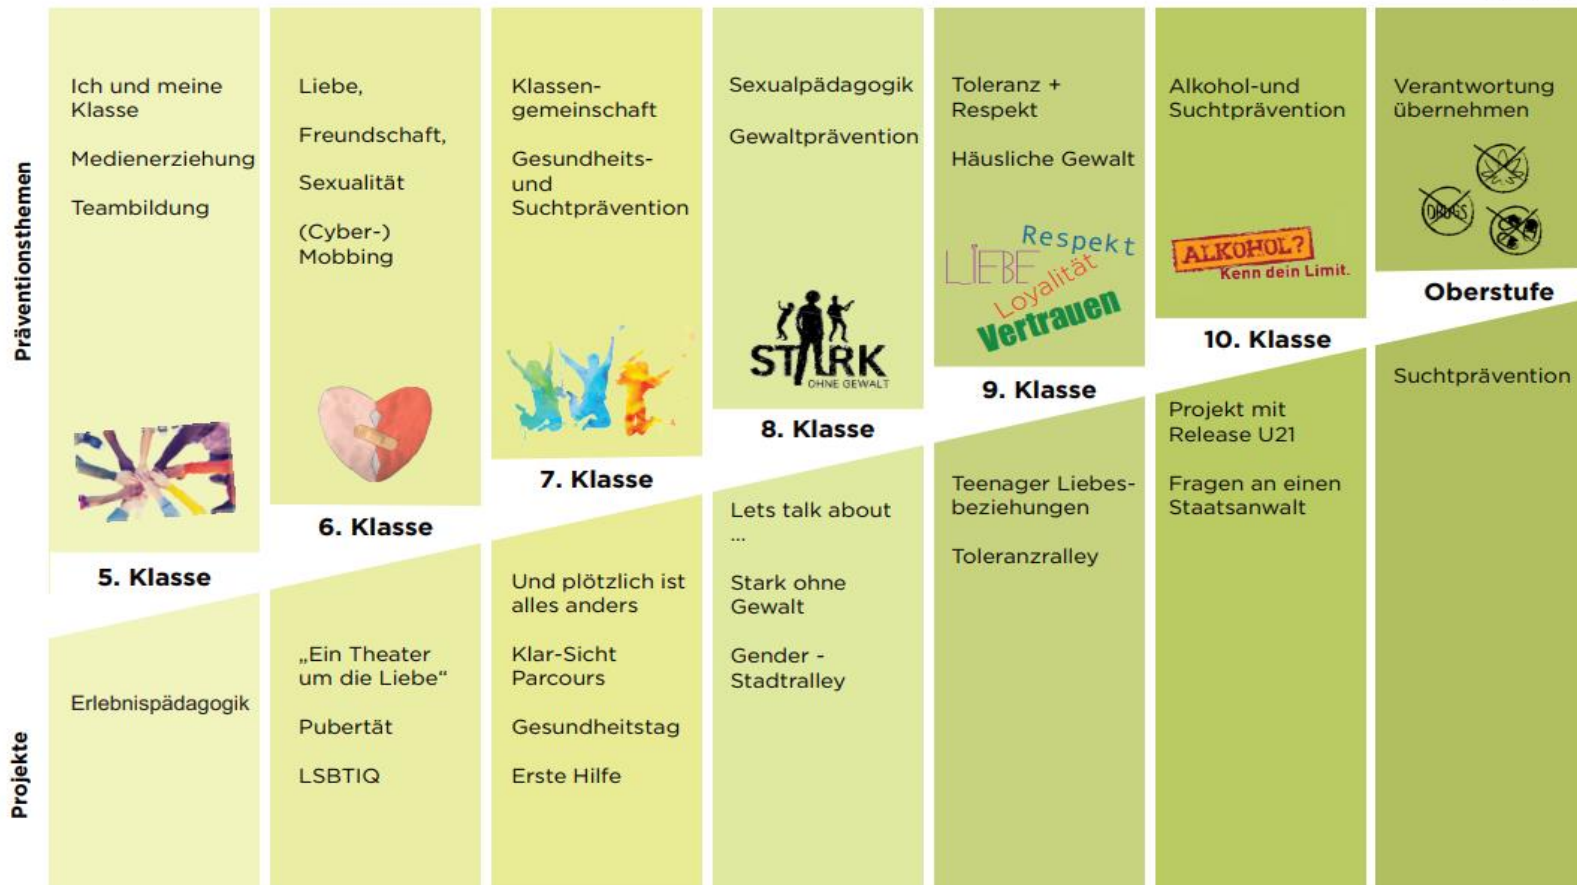 Präventionsthemen
Ich und meine
Klasse
Medienerziehung
Teambildung
5. Klasse
Liebe,
Freundschaft,
Sexualität
(Cyber-)
Mobbing
6. Klasse
Klassen-
gemeinschaft
Gesundheits-
und
Suchtprävention
7. Klasse
Sexualpädagogik
Gewaltprävention
STARK
OHNE GEWALT
8. Klasse
Toleranz +
Respekt
Häusliche Gewalt
Respekt
LIEBE
Loyalität
Vertrauen
9. Klasse
Alkohol-und
Suchtprävention
ALKOHOL?
Kenn dein Limit.
10. Klasse
Verantwortung
übernehmen
DRUGS
Oberstufe
Projekte
Erlebnispädagogik
„Ein Theater
um die Liebe“
Pubertät
LSBTIQ
Und plötzlich ist
alles anders
Klar-Sicht
Parcours
Gesundheitstag
Erste Hilfe
Lets talk about
...
Stark ohne
Gewalt
Gender -
Stadtralley
Teenager Liebes-
beziehungen
Toleranzralley
Projekt mit
Release U21
Fragen an einen
Staatsanwalt
Suchtprävention